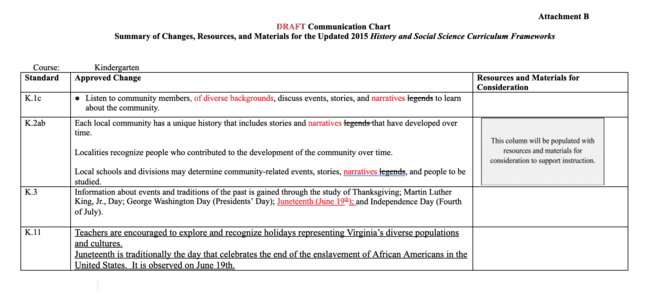 Attachment B
DRAFT Communication Chart
Summary of Changes, Resources, and Materials for the Updated 2015 History and Social Science Curriculum Frameworks
Course: Kindergarten
Standard Approved Change Resources and Materials for
Consideration
K.1c • Listen to community members, of diverse backgrounds, discuss events, stories, and narratives legends to learn
about the community.
K.2ab Each local community has a unique history that includes stories and narratives legends that have developed over
time.
Localities recognize people who contributed to the development of the community over time.
Local schools and divisions may determine community-related events, stories, narratives legends, and people to be
studied.
This column will be populated with
resources and materials for
consideration to support instruction.
K.3 Information about events and traditions of the past is gained through the study of Thanksgiving; Martin Luther
King, Jr., Day; George Washington Day (Presidents' Day); Juneteenth (June 19th); and Independence Day (Fourth
of July).
K.11 Teachers are encouraged to explore and recognize holidays representing Virginia's diverse populations
and cultures.
Juneteenth is traditionally the day that celebrates the end of the enslavement of African Americans in the
United States. It is observed on June 19th.